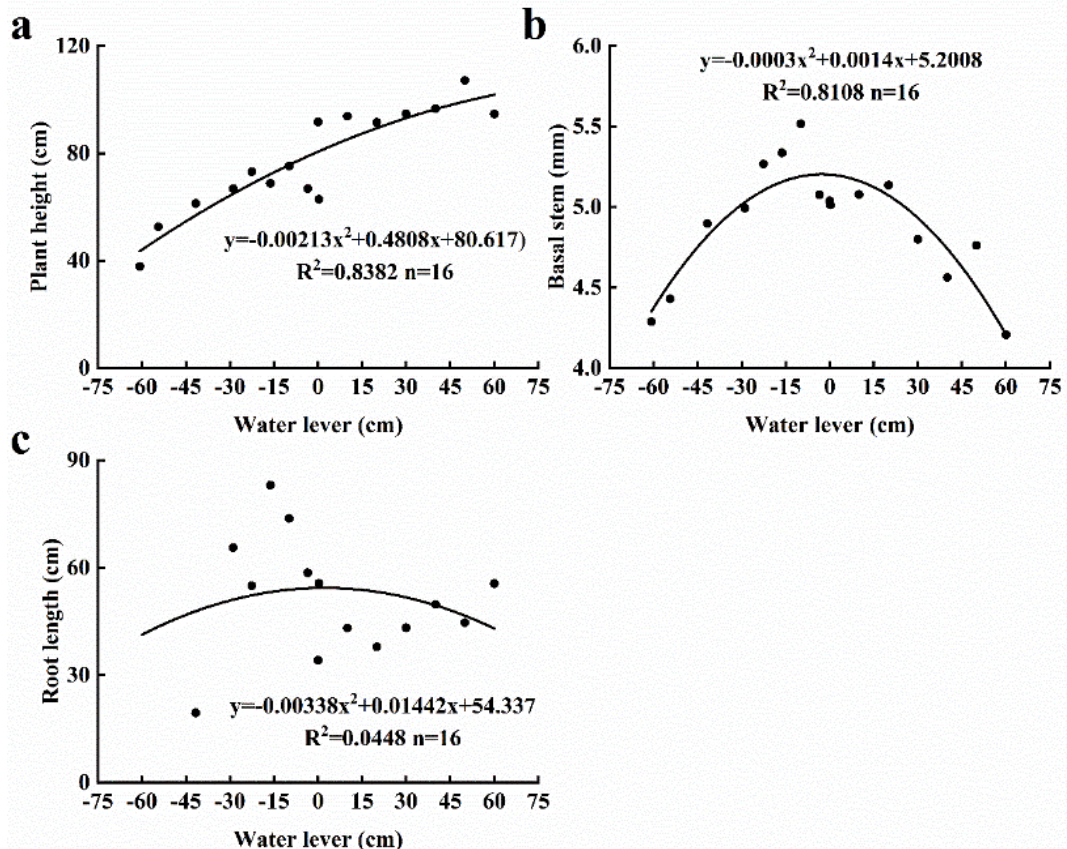 a
120
80
40
0
-75 -60 -45 -30 -15 0 15 30 45 60 75
Plant height (cm)
Water lever (cm)
y=-0.00213x²+0.4808x+80.617)
R²=0.8382 n=16
b
6.0
5.5
5.0
4.5
4.0
-75 -60 -45 -30 -15 0 15 30 45 60 75
Basal stem (mm)
Water lever (cm)
y=-0.0003x²+0.0014x+5.2008
R²=0.8108 n=16
c
90
60
30
0
-75 -60 -45 -30 -15 0 15 30 45 60 75
Root length (cm)
Water lever (cm)
y=-0.00338x²+0.01442x+54.337
R²=0.0448 n=16